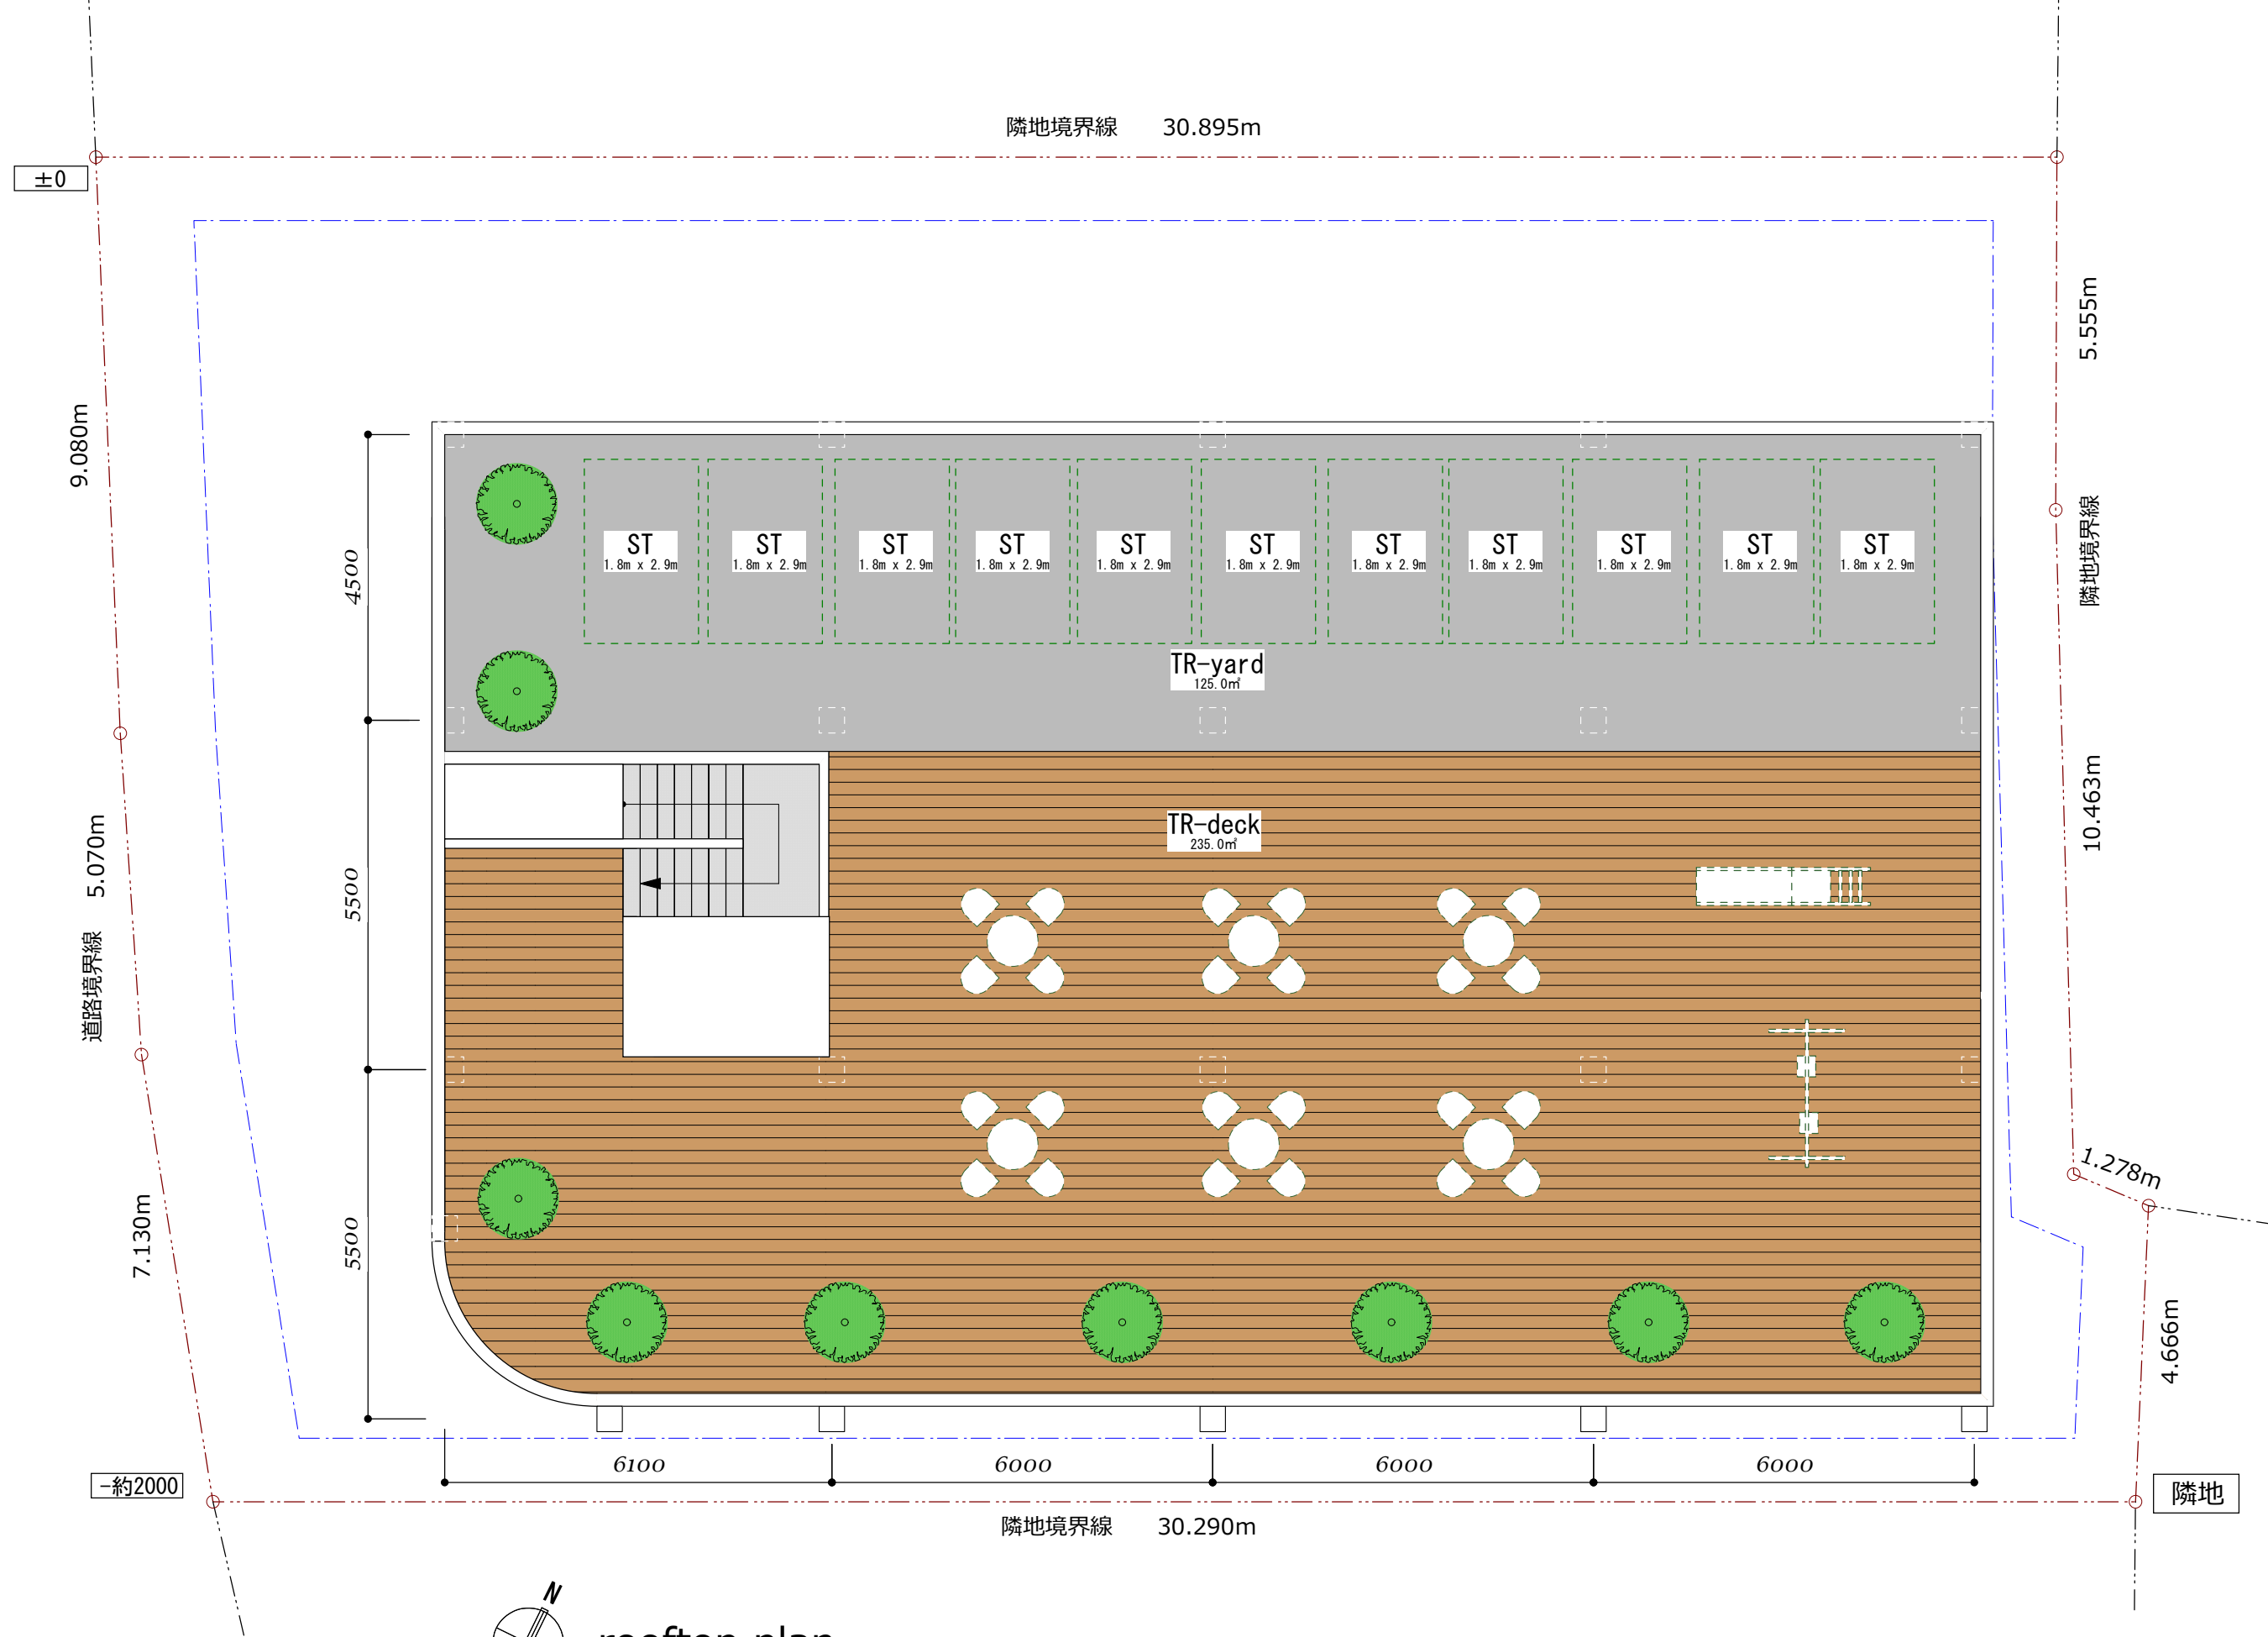 隣地境界線 30.895m
±0
5.555m
9.080m
隣地境界線
4500
ST ST ST ST ST ST ST ST ST ST ST
1.8m x 2.9m 1.8m x 2.9m 1.8m x 2.9m 1.8m x 2.9m 1.8m x 2.9m 1.8m x 2.9m 1.8m x 2.9m 1.8m x 2.9m 1.8m x 2.9m 1.8m x 2.9m 1.8m x 2.9m
TR-yard
125.0㎡
10.463m
TR-deck
235.0㎡
道路境界線 5.070m
5500
1.278m
7.130m
5500
4.666m
6100 6000 6000 6000
-約2000
隣地
隣地境界線 30.290m
N
rooftop plan